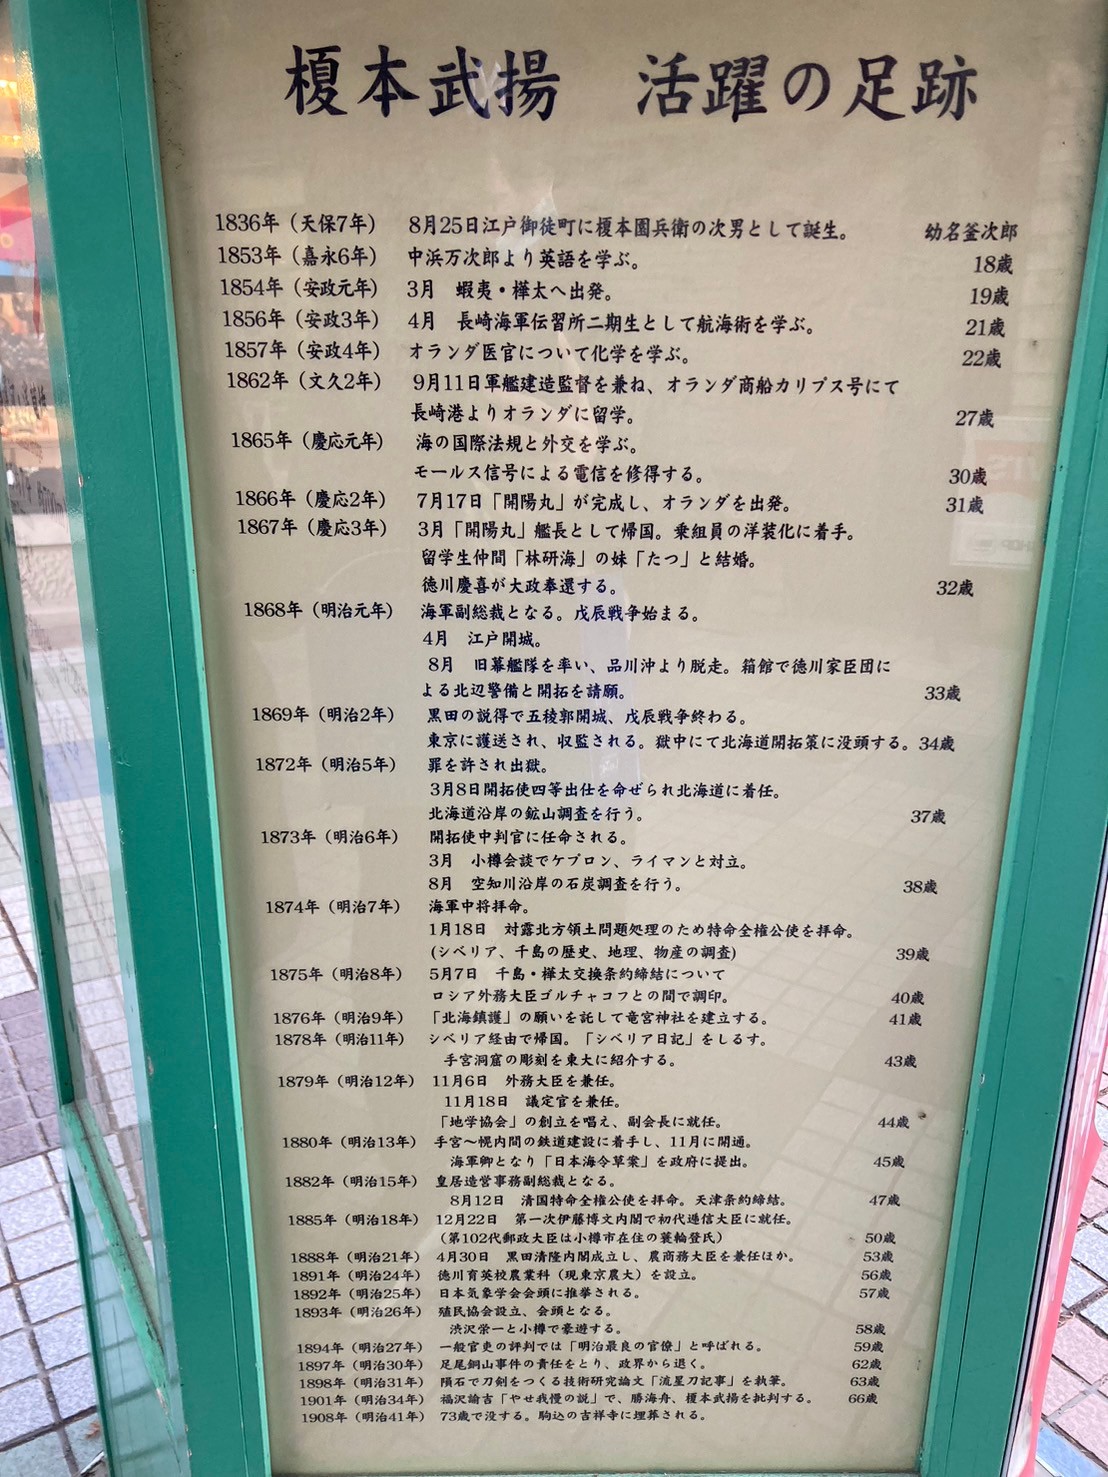 榎本武揚　活躍の足跡
1836年（天保7年）　8月25日江戸御徒町に榎本園兵衛の次男として誕生。　幼名釜次郎
1853年（嘉永6年）　中浜万次郎より英語を学ぶ。　18歳
1854年（安政元年）　3月　蝦夷・樺太へ出発。　19歳
1856年（安政3年）　4月　長崎海軍伝習所二期生として航海術を学ぶ。　21歳
1857年（安政4年）　オランダ医官について化学を学ぶ。　22歳
1862年（文久2年）　9月11日軍艦建造監督を兼ね、オランダ商船カリプス号にて
長崎港よりオランダに留学。　27歳
1865年（慶応元年）　海の国際法規と外交を学ぶ。
モールス信号による電信を修得する。　30歳
1866年（慶応2年）　7月17日「開陽丸」が完成し、オランダを出発。　31歳
1867年（慶応3年）　3月「開陽丸」艦長として帰国。乗組員の洋装化に着手。
留学生仲間「林研海」の妹「たつ」と結婚。
徳川慶喜が大政奉還する。　32歳
1868年（明治元年）　海軍副総裁となる。戊辰戦争始まる。
4月　江戸開城。
8月　旧幕艦隊を率い、品川沖より脱走。箱館で徳川家臣団に
よる北辺警備と開拓を請願。　33歳
1869年（明治2年）　黒田の説得で五稜郭開城、戊辰戦争終わる。
東京に護送され、収監される。獄中にて北海道開拓策に没頭する。34歳
1872年（明治5年）　罪を許され出獄。
3月8日開拓使四等出仕を命ぜられ北海道に着任。
北海道沿岸の鉱山調査を行う。　37歳
1873年（明治6年）　開拓使中判官に任命される。
3月　小樽会談でケプロン、ライマンと対立。
8月　空知川沿岸の石炭調査を行う。　38歳
1874年（明治7年）　海軍中将拝命。
1月18日　対露北方領土問題処理のため特命全権公使を拝命。
(シベリア、千島の歴史、地理、物産の調査)　39歳
1875年（明治8年）　5月7日　千島・樺太交換条約締結について
ロシア外務大臣ゴルチャコフとの間で調印。　40歳
1876年（明治9年）　「北海鎮護」の願いを託して竜宮神社を建立する。　41歳
1878年（明治11年）　シベリア経由で帰国。「シベリア日記」をしるす。
手宮洞窟の彫刻を東大に紹介する。　43歳
1879年（明治12年）　11月6日　外務大臣を兼任。
11月18日　議定官を兼任。
「地学協会」の創立を唱え、副会長に就任。　44歳
1880年（明治13年）　手宮～幌内間の鉄道建設に着手し、11月に開通。
海軍卿となり「日本海令草案」を政府に提出。　45歳
1882年（明治15年）　皇居造営事務副総裁となる。
8月12日　清国特命全権公使を拝命。天津条約締結。　47歳
1885年（明治18年）　12月22日　第一次伊藤博文内閣で初代逓信大臣に就任。
（第102代郵政大臣は小樽市在住の簑輪登氏）　50歳
1888年（明治21年）　4月30日　黒田清隆内閣成立し、農商務大臣を兼任ほか。　53歳
1891年（明治24年）　徳川育英校農業科（現東京農大）を設立。　56歳
1892年（明治25年）　日本気象学会会頭に推挙される。　57歳
1893年（明治26年）　殖民協会設立、会頭となる。
渋沢栄一と小樽で豪遊する。　58歳
1894年（明治27年）　一般官吏の評判では「明治最良の官僚」と呼ばれる。　59歳
1897年（明治30年）　足尾銅山事件の責任をとり、政界から退く。　62歳
1898年（明治31年）　隕石で刀剣をつくる技術研究論文「流星刀記事」を執筆。　63歳
1901年（明治34年）　福沢諭吉「やせ我慢の説」で、勝海舟、榎本武揚を批判する。　66歳
1908年（明治41年）　73歳で没する。駒込の吉祥寺に埋葬される。